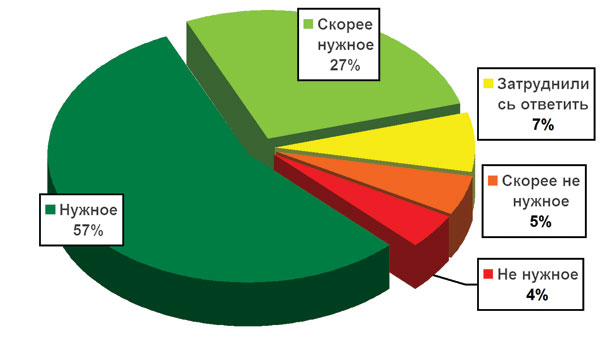 Скорее
нужное
27%
Затруднили
сь ответить
7%
Скорее не
нужное
5%
Не нужное
4%
Нужное
57%